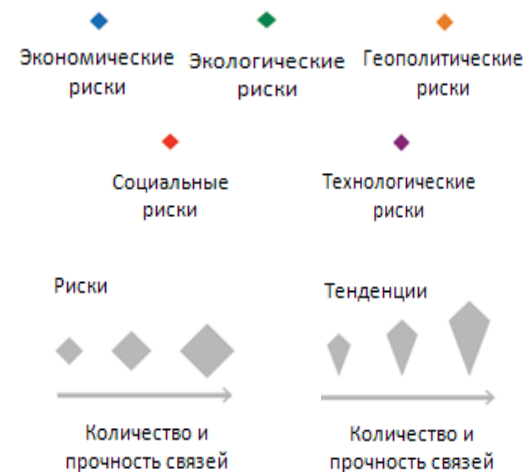 Экономические
риски
Экологические
риски
Геополитические
риски
Социальные
риски
Технологические
риски
Риски
Тенденции
Количество и
прочность связей
Количество и
прочность связей